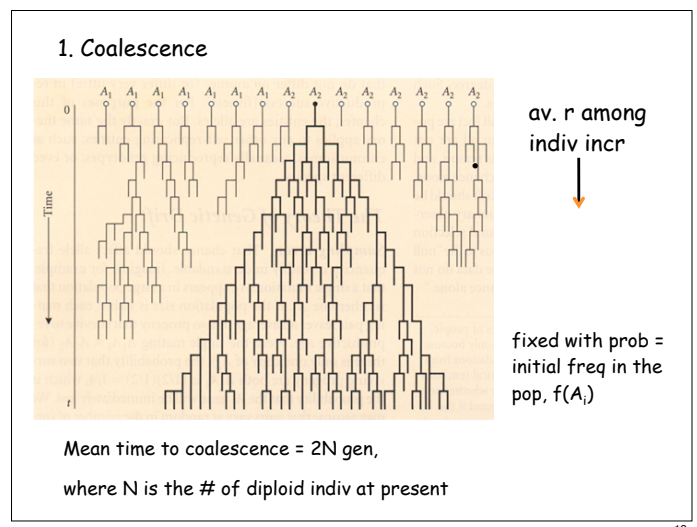 1. Coalescence
A₁ A₁ A₁ A₁ A₁ A₁ A₁ A₂ A₂ A₂ A₂ A₂ A₂ A₂ A₂
0
Time
t
av. r among
indiv incr
fixed with prob =
initial freq in the
pop, f(Aᵢ)
Mean time to coalescence = 2N gen,
where N is the # of diploid indiv at present